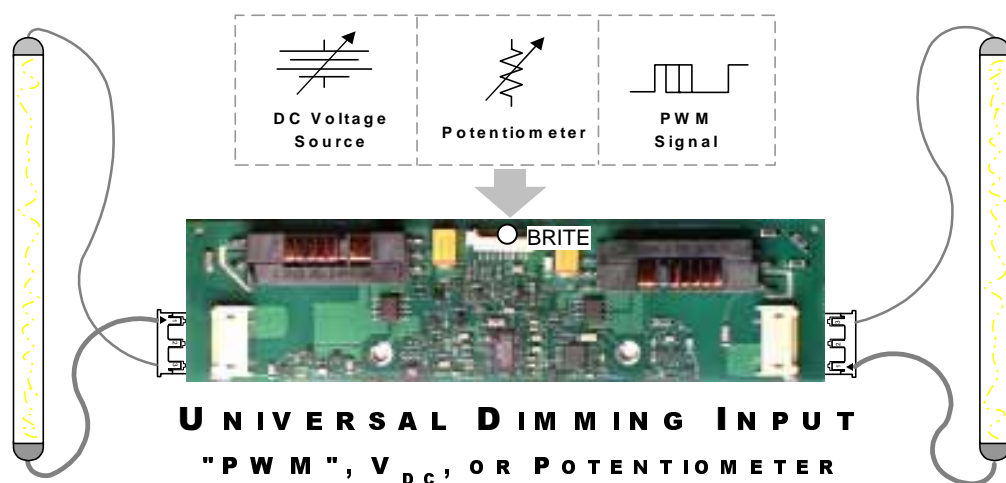 DC Voltage
Source
Potentiometer
PWM
Signal
BRITE
UNIVERSAL DIMMING INPUT
"PWM", VDC, OR POTENTIOMETER